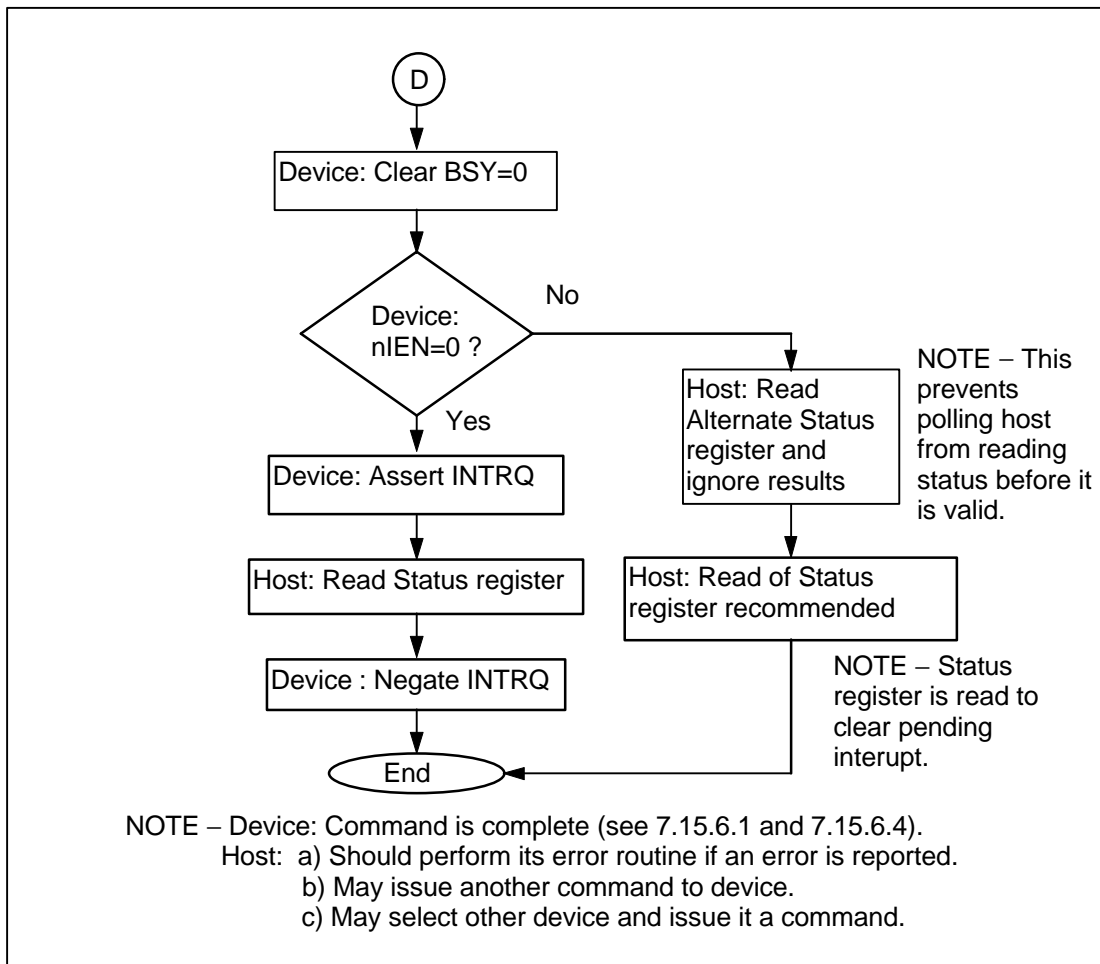 D
Device: Clear BSY=0
No
Device:
nIEN=0 ?
Yes
Host: Read
Alternate Status
register and
ignore results
NOTE – This
prevents
polling host
from reading
status before it
is valid.
Device: Assert INTRQ
Host: Read Status register
Host: Read of Status
register recommended
Device : Negate INTRQ
NOTE – Status
register is read to
clear pending
interupt.
End
NOTE – Device: Command is complete (see 7.15.6.1 and 7.15.6.4).
Host: a) Should perform its error routine if an error is reported.
b) May issue another command to device.
c) May select other device and issue it a command.